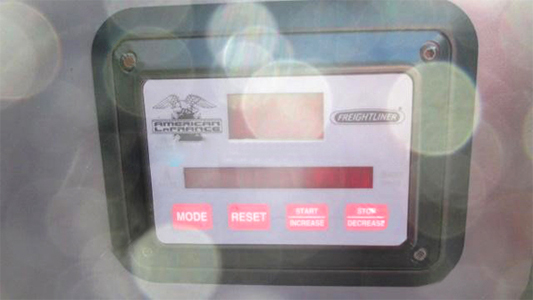 AMERICAN
LAFRANCE
FREIGHTLINER
MODE
RESET
START
INCREASE
STOP
DECREASE